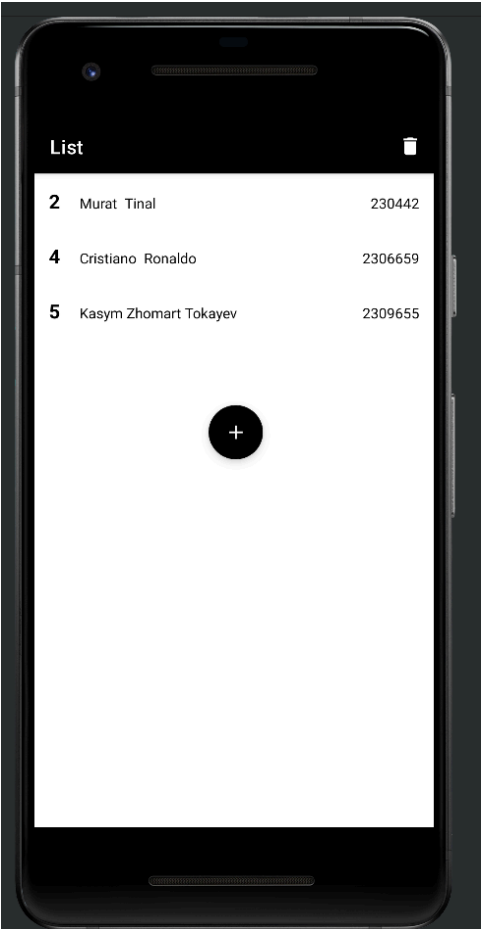 List
2 Murat Tinal 230442
4 Cristiano Ronaldo 2306659
5 Kasym Zhomart Tokayev 2309655
+